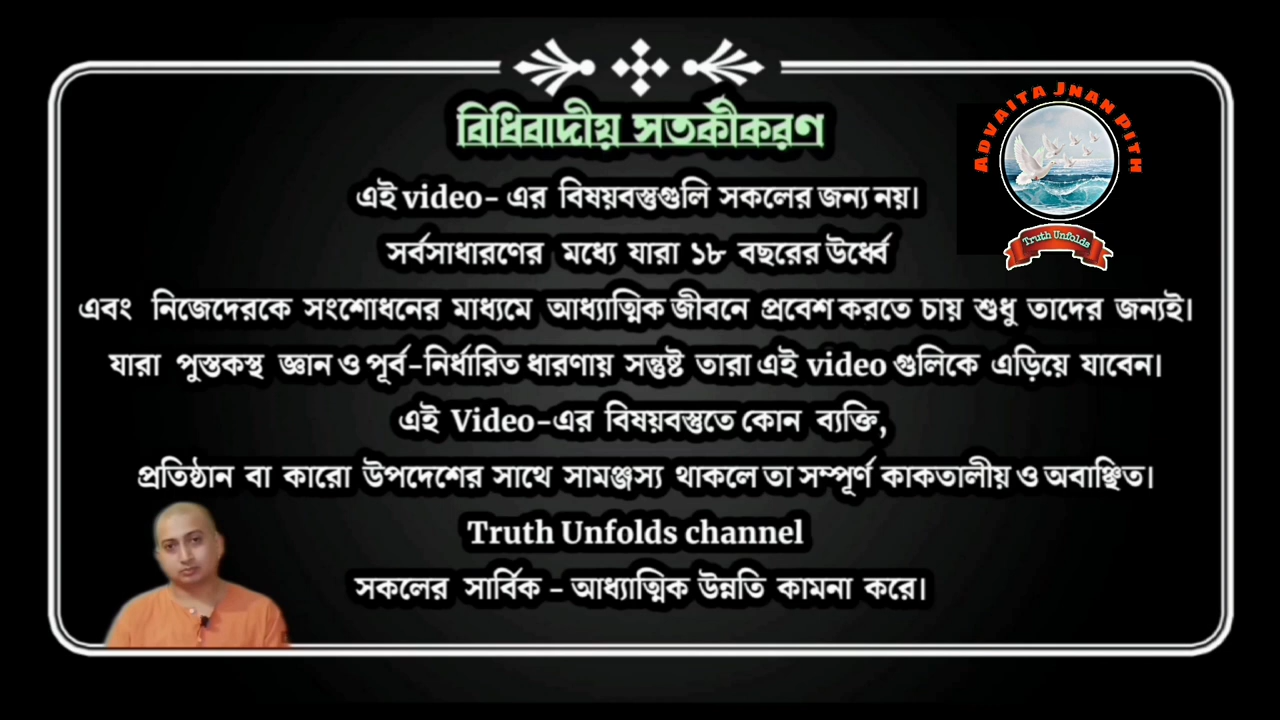 বিধিবাদীয় সতর্কীকরণ
এই video- এর বিষয়বস্তুগুলি সকলের জন্য নয়।
সর্বসাধারণের মধ্যে যারা ১৮ বছরের উর্ধ্বে
এবং নিজেদেরকে সংশোধনের মাধ্যমে আধ্যাত্মিক জীবনে প্রবেশ করতে চায় শুধু তাদের জন্যই।
যারা পুস্তকস্থ জ্ঞান ও পূর্ব-নির্ধারিত ধারণায় সন্তুষ্ট তারা এই video গুলিকে এড়িয়ে যাবেন।
এই Video-এর বিষয়বস্তুতে কোন ব্যক্তি,
প্রতিষ্ঠান বা কারো উপদেশের সাথে সামঞ্জস্য থাকলে তা সম্পূর্ণ কাকতালীয় ও অবাঞ্ছিত।
Truth Unfolds channel
সকলের সার্বিক - আধ্যাত্মিক উন্নতি কামনা করে।
ADVAITA JNAN PITH
Truth Unfolds